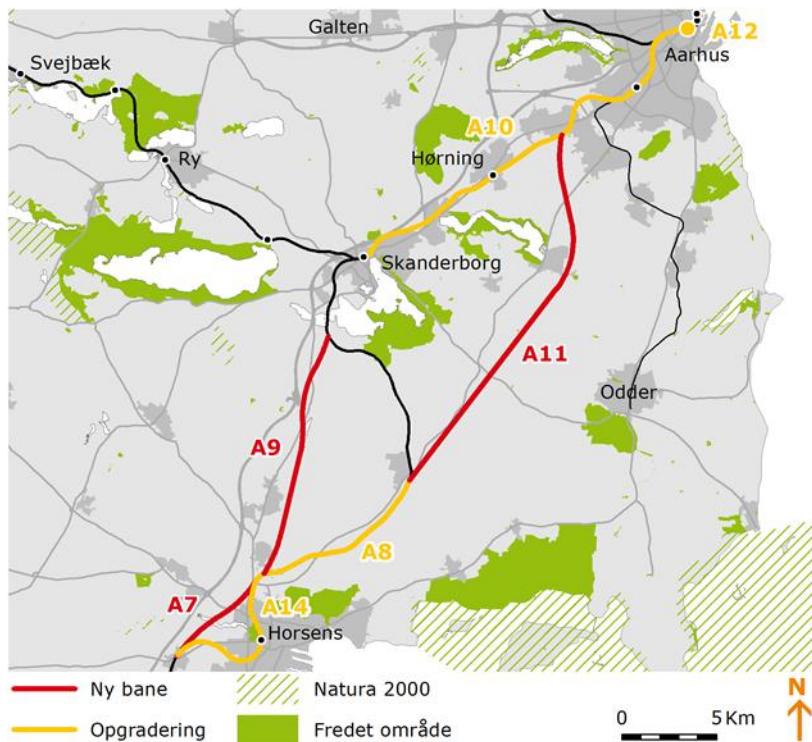 Galten
A12
Svejbæk
Aarhus
A10
Ry
Hørning
Skanderborg
A11
Odder
A9
A8
A7
A14
Horsens
Ny bane
Natura 2000
N
Opgradering
Fredet område
0
5 Km